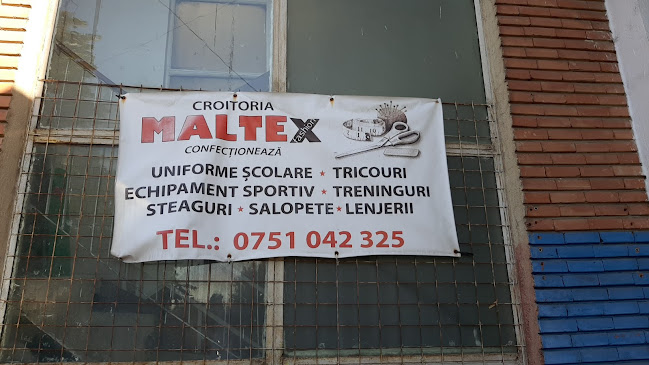 CROITORIA
MALTEX fashion
CONFECȚIONEAZĂ
UNIFORME ȘCOLARE * TRICOURI
ECHIPAMENT SPORTIV * TRENINGURI
STEAGURI * SALOPETE * LENJERII
TEL.: 0751 042 325